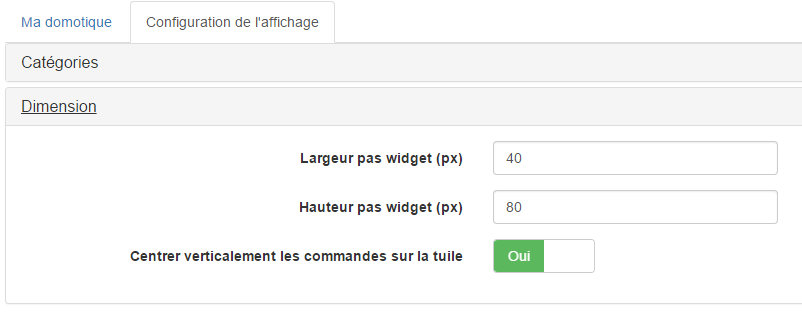 Ma domotique Configuration de l'affichage
Catégories
Dimension
Largeur pas widget (px) 40
Hauteur pas widget (px) 80
Centrer verticalement les commandes sur la tuile Oui